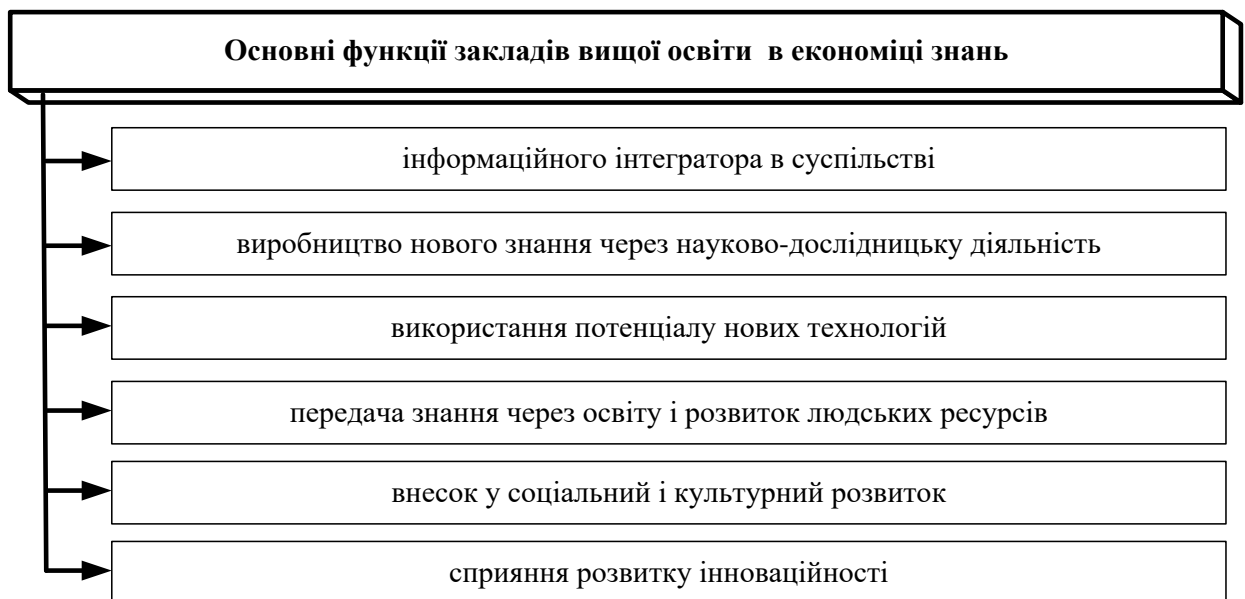 Основні функції закладів вищої освіти в економіці знань
інформаційного інтегратора в суспільстві
виробництво нового знання через науково-дослідницьку діяльність
використання потенціалу нових технологій
передача знання через освіту і розвиток людських ресурсів
внесок у соціальний і культурний розвиток
сприяння розвитку інноваційності